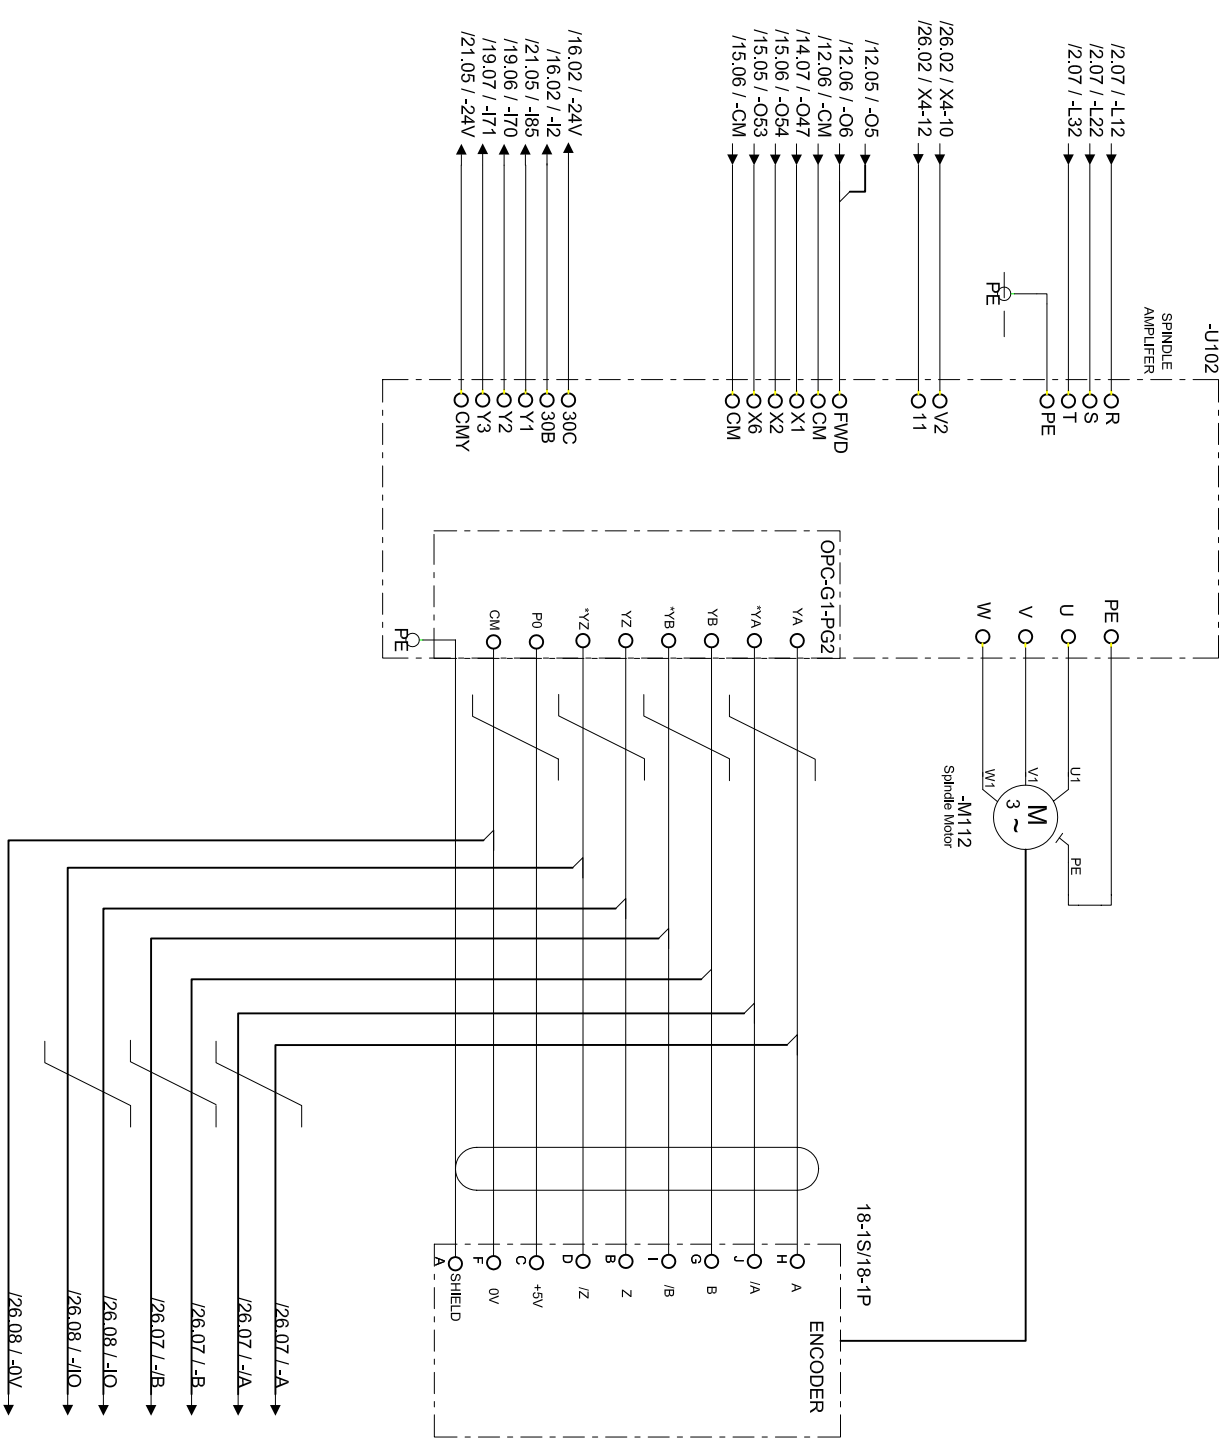 -U102
SPINDLE
AMPLIFER
/2.07 / -L12
/2.07 / -L22
/2.07 / -L32
PE
/26.02 / X4-10
/26.02 / X4-12
/12.05 / -O5
/12.06 / -O6
/12.06 / -CM
/14.07 / -O47
/15.06 / -O54
/15.05 / -O53
/15.06 / -CM
/16.02 / -24V
/16.02 / -I2
/21.05 / -I85
/19.06 / -I70
/19.07 / -I71
/21.05 / -24V
R
S
T
PE
V2
11
FWD
CM
X1
X2
X6
CM
30C
30B
Y1
Y2
Y3
CMY
OPC-G1-PG2
PE
U
V
W
YA
*YA
YB
*YB
YZ
*YZ
P0
CM
PE
U1
V1
W1
M
3 ~
PE
-M112
Spindle Motor
18-1S/18-1P
ENCODER
H
J
G
I
B
D
C
F
A
A
/A
B
/B
Z
/Z
+5V
0V
SHIELD
/26.07 / -A
/26.07 / -/A
/26.07 / -B
/26.07 / -/B
/26.08 / -IO
/26.08 / -/IO
/26.08 / -0V